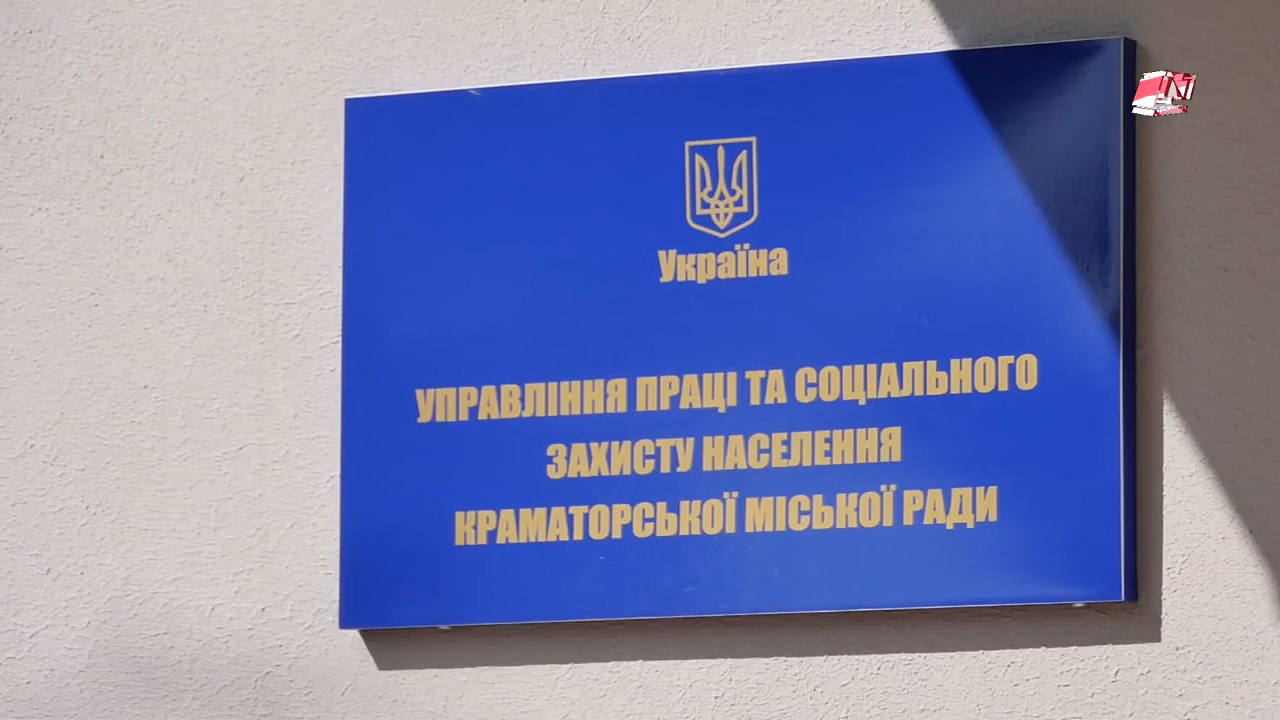 Україна
УПРАВЛІННЯ ПРАЦІ ТА СОЦІАЛЬНОГО
ЗАХИСТУ НАСЕЛЕННЯ
КРАМАТОРСЬКОЇ МІСЬКОЇ РАДИ